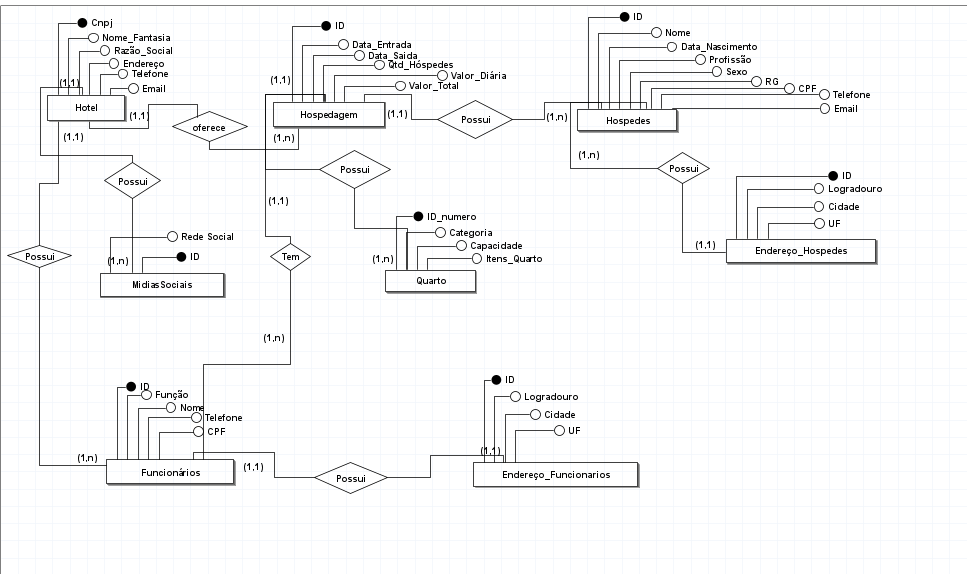 Cnpj
Nome_Fantasia
Razão_Social
Endereço
Telefone
Email
(1,1)
Hotel
(1,1)
(1,1)
oferece
ID
Data_Entrada
Data_Saida
Qtd_Hóspedes
Valor_Diária
Valor_Total
(1,1)
Hospedagem
(1,1)
(1,n)
Possui
ID
Nome
Data_Nascimento
Profissão
Sexo
RG
CPF
Telefone
Email
(1,n)
Hospedes
(1,n)
Possui
ID
Logradouro
Cidade
UF
(1,1)
Endereço_Hospedes
Possui
Rede Social
ID
(1,n)
MidiasSociais
Possui
Possui
(1,1)
ID_numero
Categoria
Capacidade
Itens_Quarto
(1,n)
Quarto
Tem
(1,n)
ID
Função
Nome
Telefone
CPF
(1,n)
Funcionários
(1,1)
Possui
ID
Logradouro
Cidade
UF
(1,1)
Endereço_Funcionarios